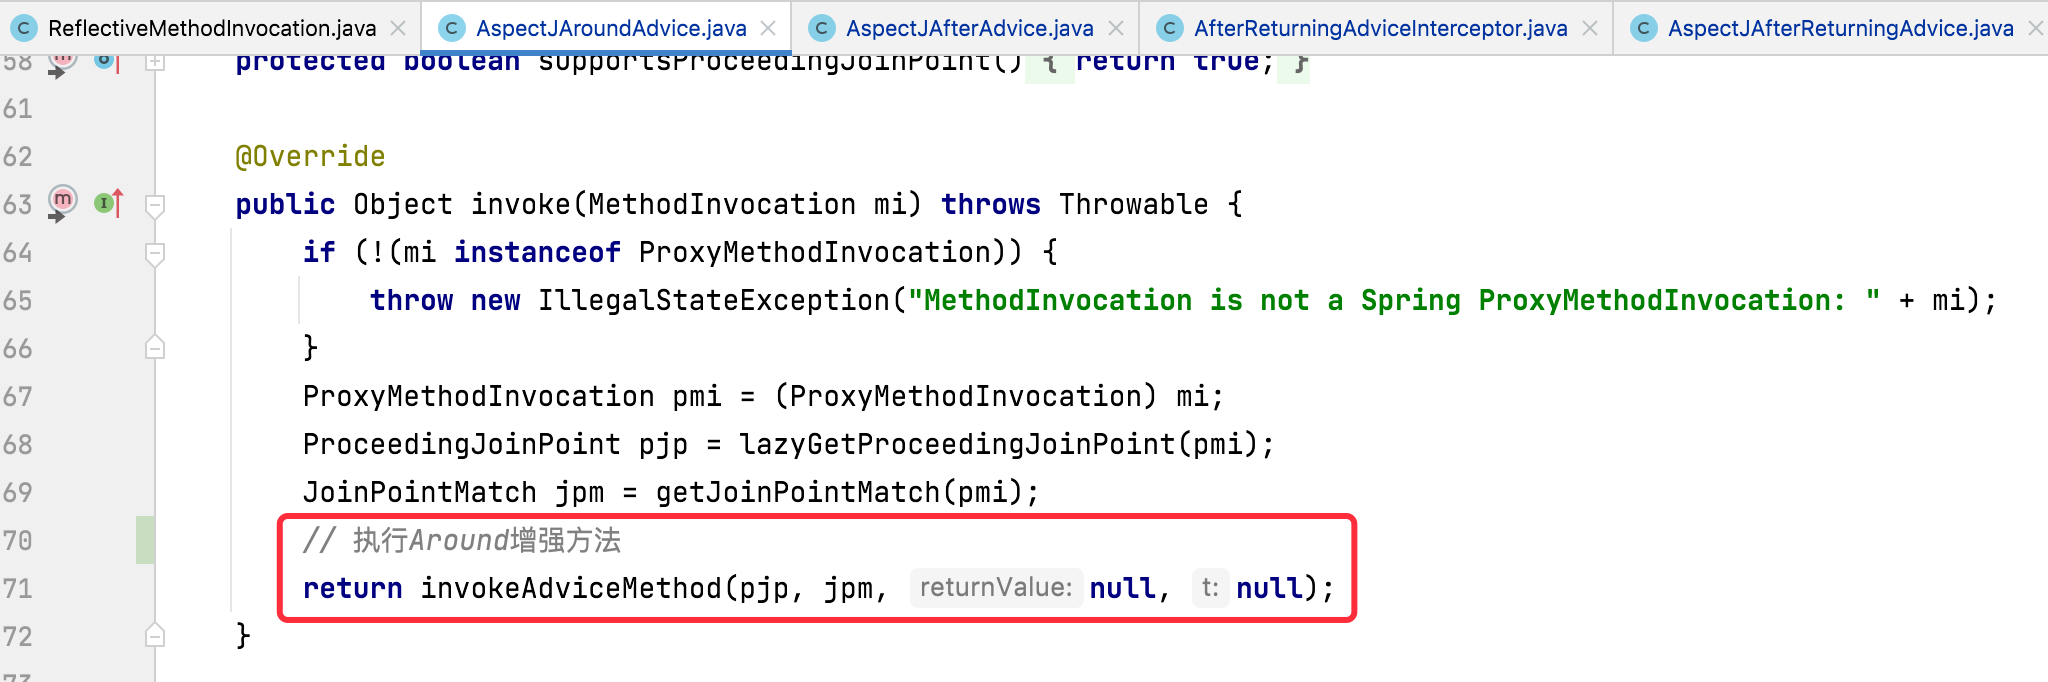 ReflectiveMethodInvocation.java AspectJAroundAdvice.java AspectJAfterAdvice.java AfterReturningAdviceInterceptor.java AspectJAfterReturningAdvice.java
58 protected boolean supportsProceedingJoinPoint() { return true; }
61
62 @Override
63 public Object invoke(MethodInvocation mi) throws Throwable {
64 if (!(mi instanceof ProxyMethodInvocation)) {
65 throw new IllegalStateException("MethodInvocation is not a Spring ProxyMethodInvocation: " + mi);
66 }
67 ProxyMethodInvocation pmi = (ProxyMethodInvocation) mi;
68 ProceedingJoinPoint pjp = lazyGetProceedingJoinPoint(pmi);
69 JoinPointMatch jpm = getJoinPointMatch(pmi);
70 // 执行Around增强方法
71 return invokeAdviceMethod(pjp, jpm, returnValue: null, t: null);
72 }
73